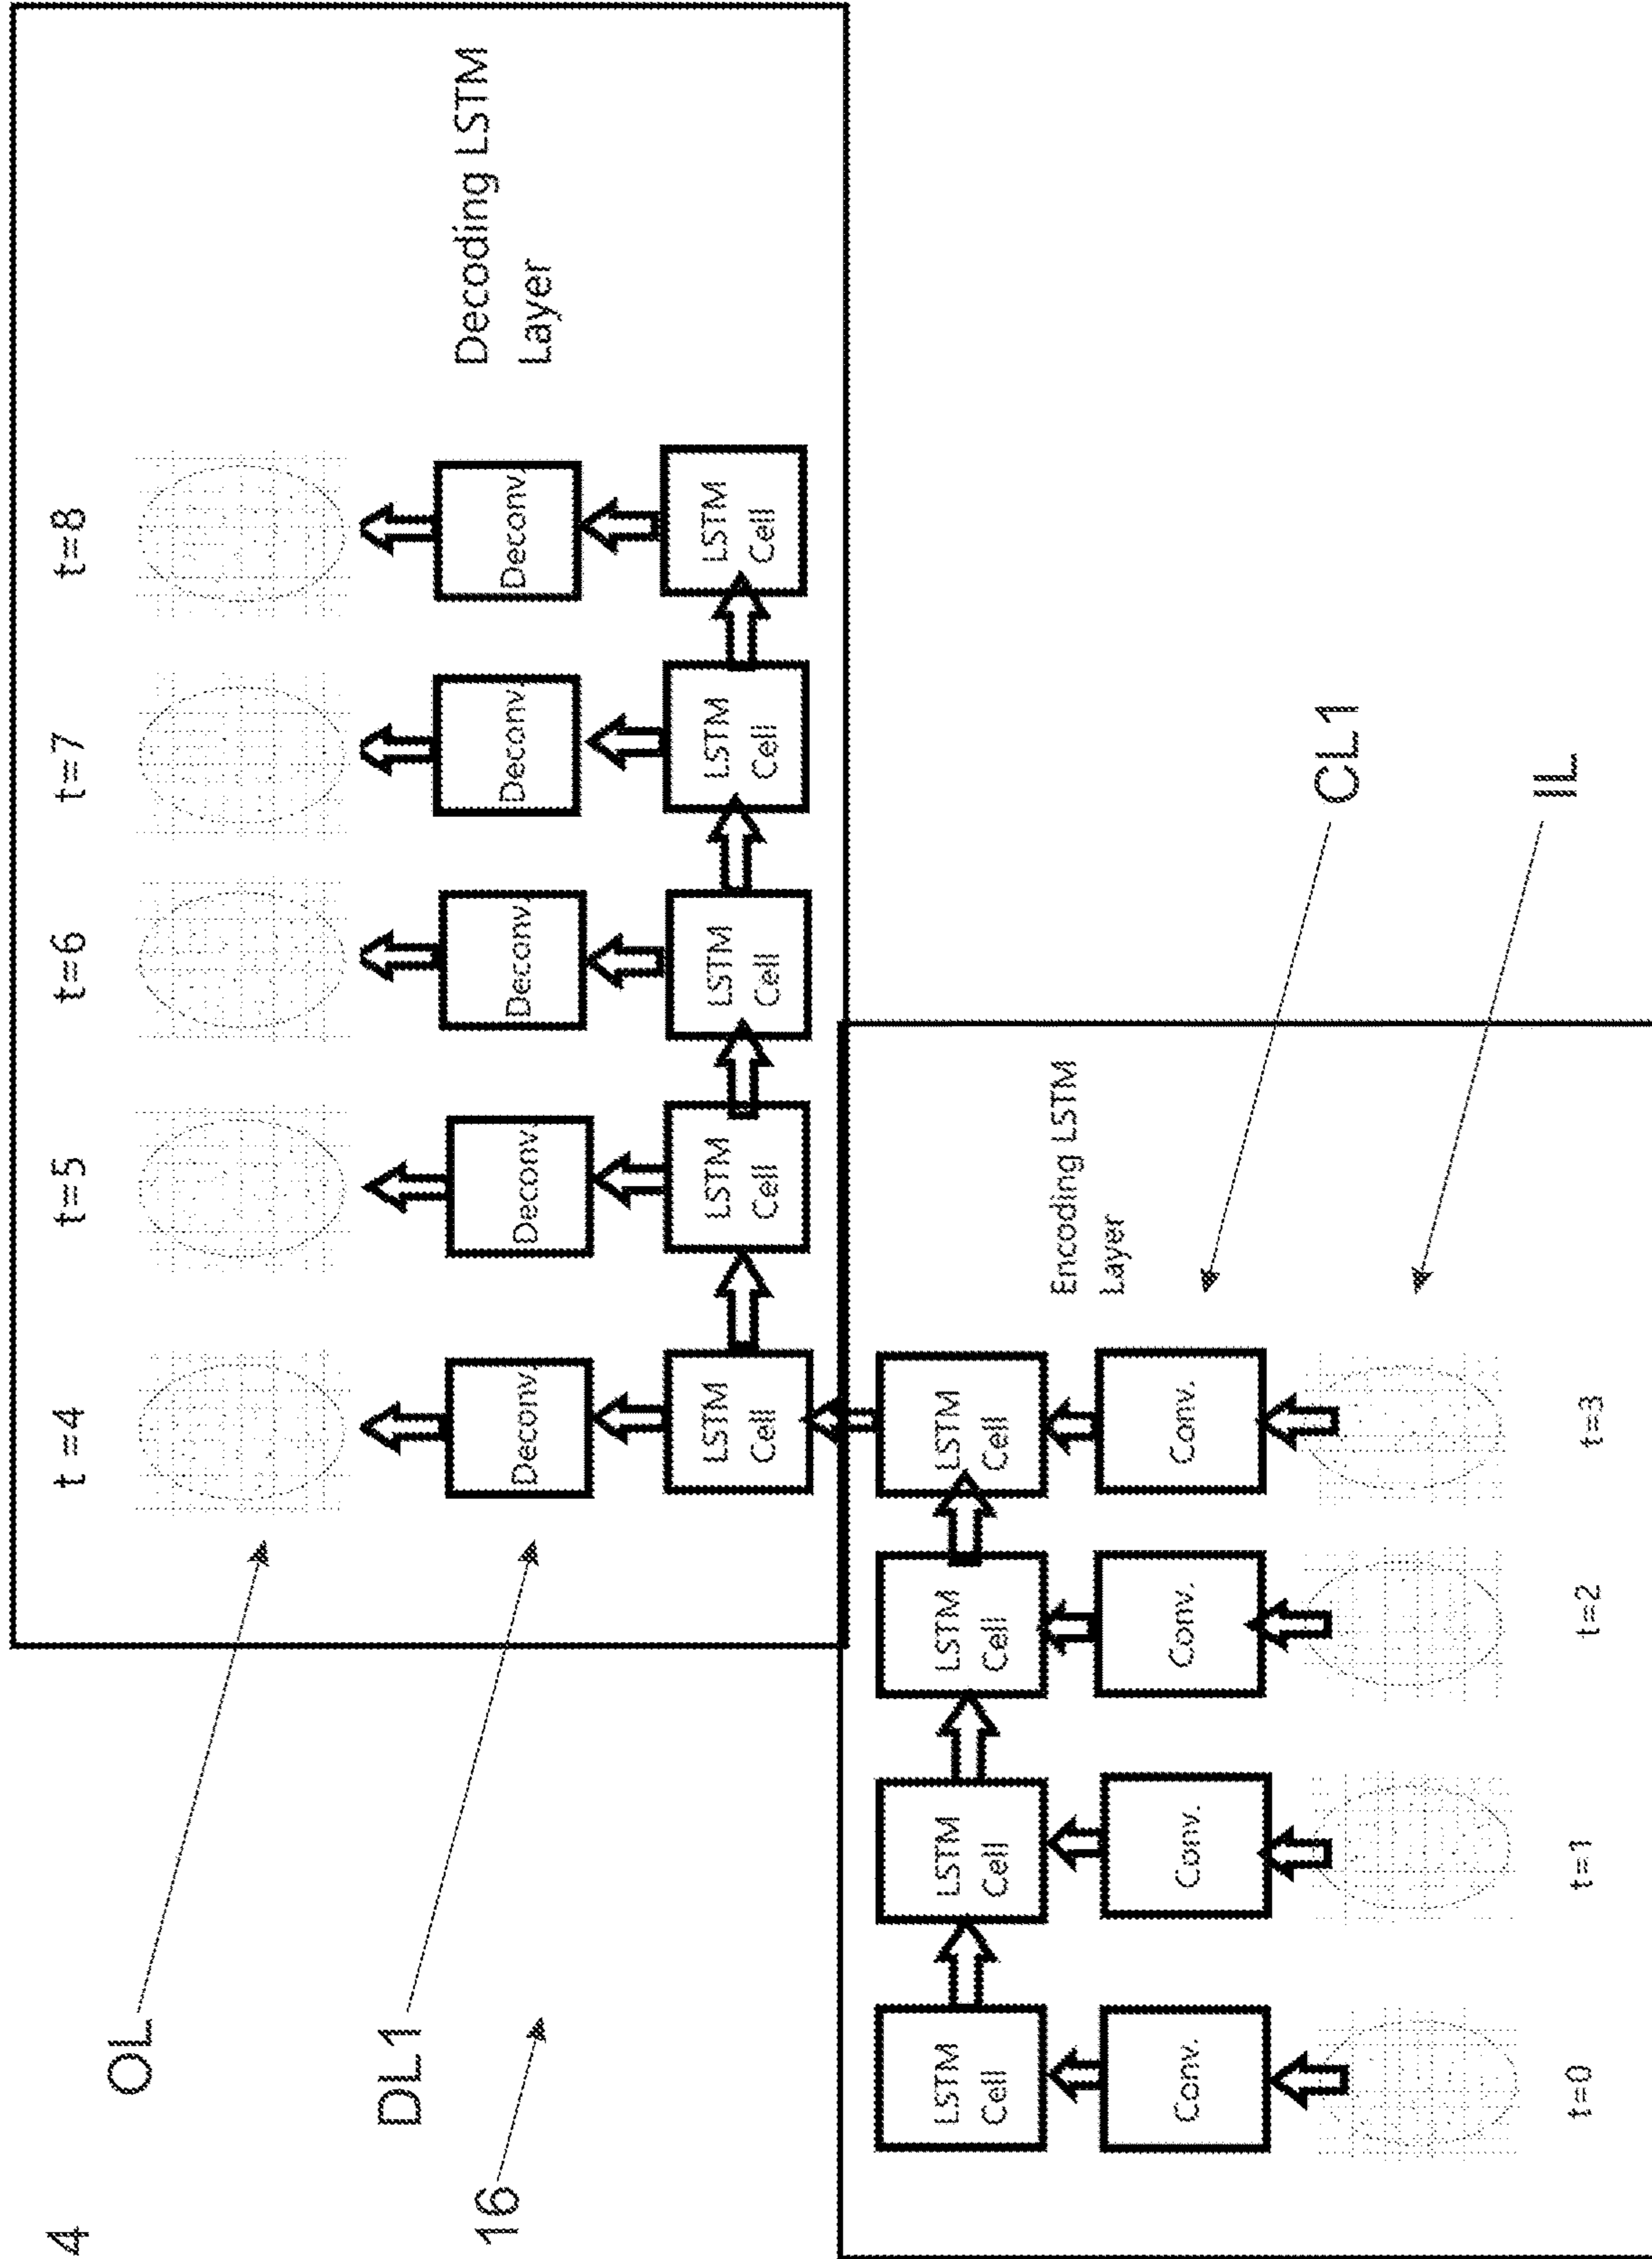 4
16
OL
DL1
t=4
t=5
t=6
t=7
t=8
Deconv.
Deconv.
Deconv.
Deconv.
Deconv.
LSTM
Cell
LSTM
Cell
LSTM
Cell
LSTM
Cell
LSTM
Cell
Decoding LSTM
Layer
LSTM
Cell
LSTM
Cell
LSTM
Cell
LSTM
Cell
Encoding LSTM
Layer
Conv.
Conv.
Conv.
Conv.
CL1
IL
t=0
t=1
t=2
t=3